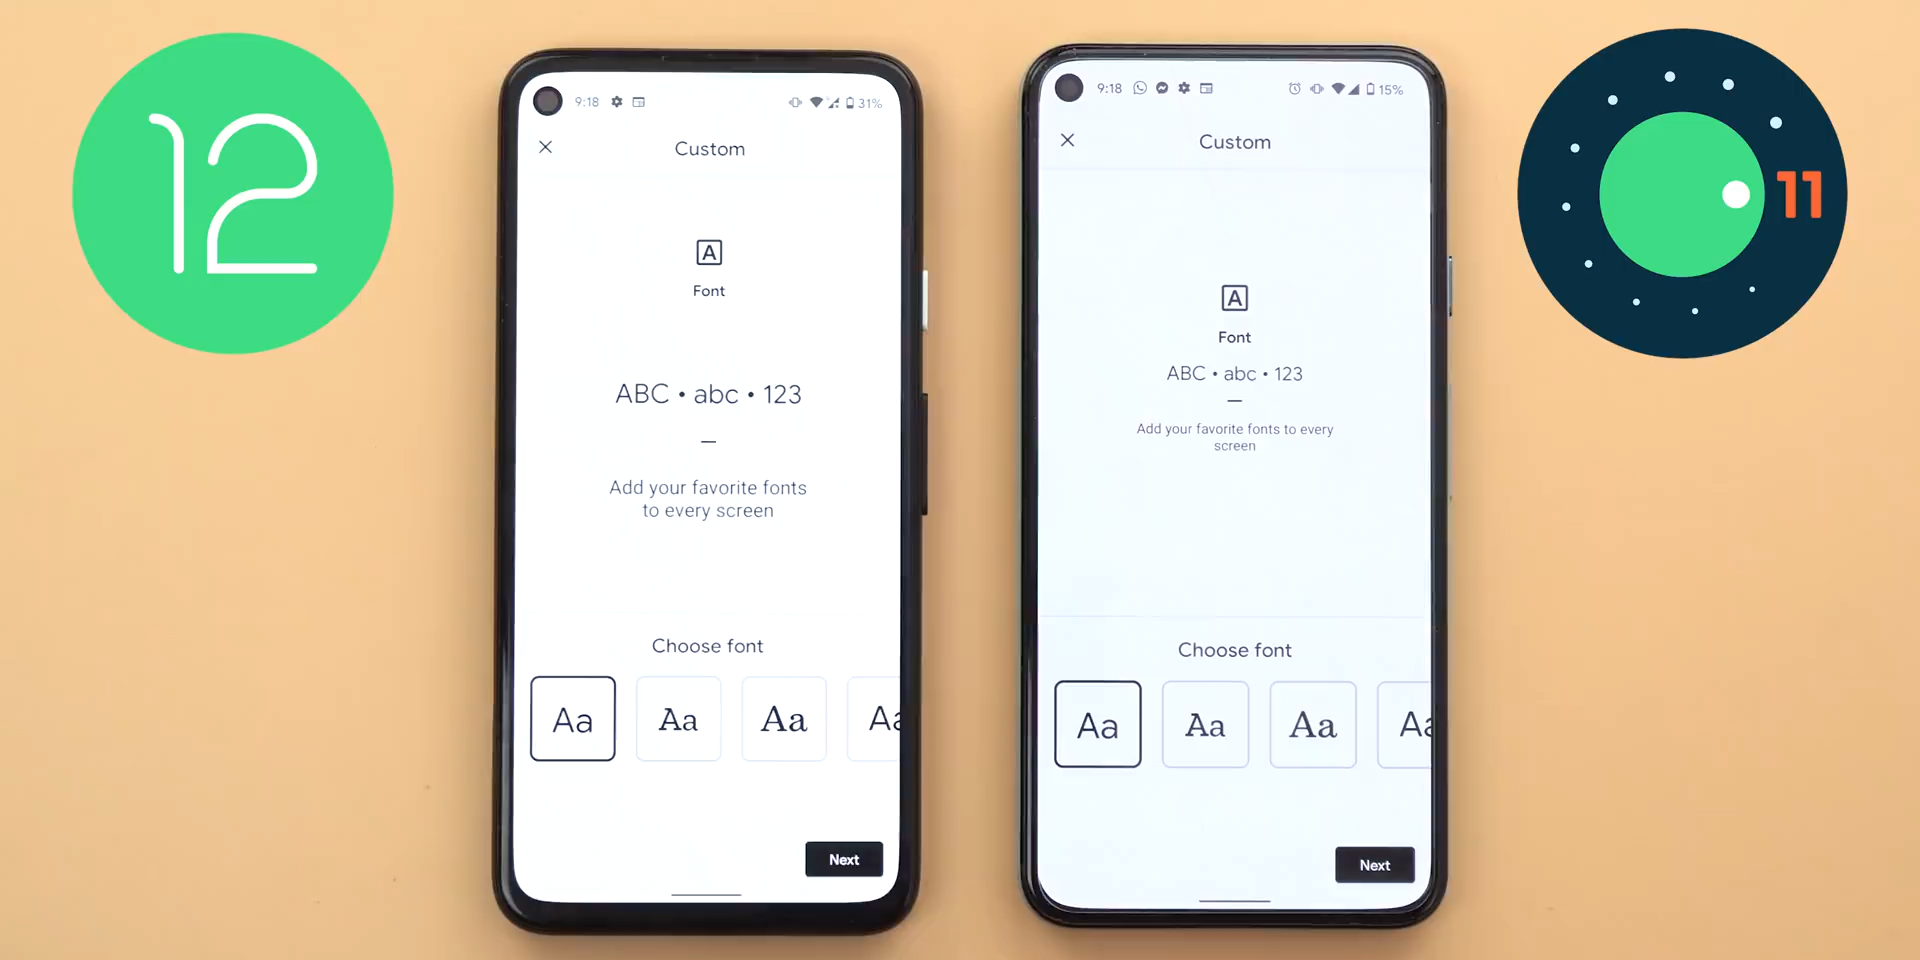 12
9:18
31%
Custom
A
Font
ABC • abc • 123
Add your favorite fonts
to every screen
Choose font
Aa
Aa
Aa
Aa
Next
9:18
15%
Custom
A
Font
ABC • abc • 123
Add your favorite fonts to every
screen
Choose font
Aa
Aa
Aa
Aa
Next
11